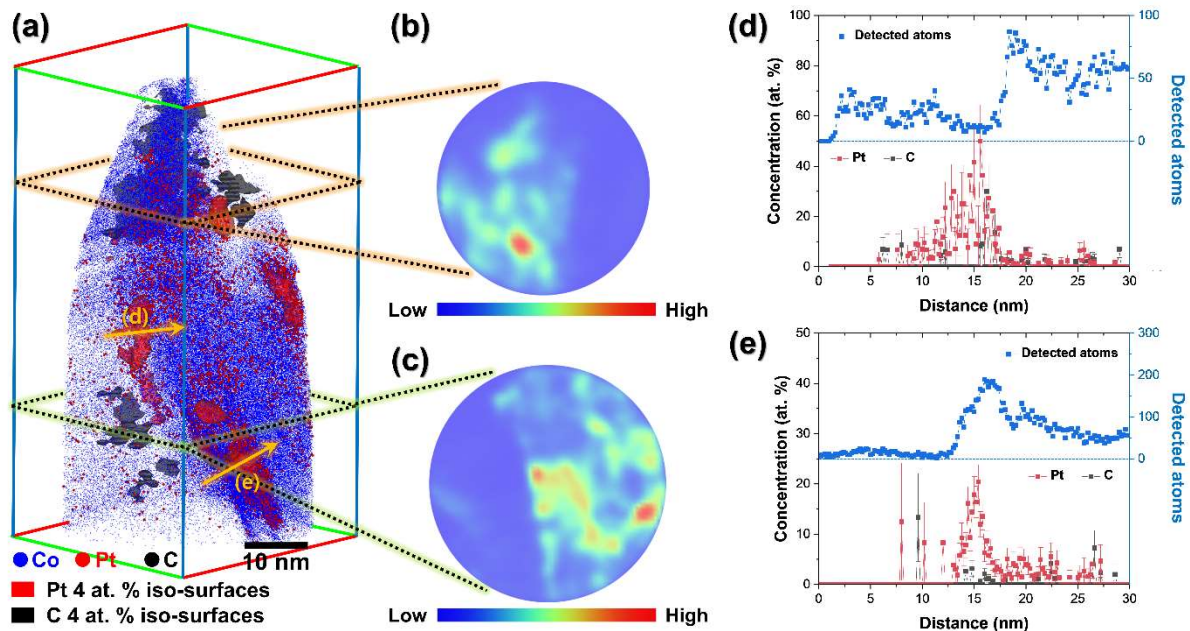 (a)
(d)
(e)
Co Pt C
10 nm
Pt 4 at. % iso-surfaces
C 4 at. % iso-surfaces
(b)
Low High
(c)
Low High
(d)
Concentration (at. %)
100
80
60
40
20
0
Detected atoms
Pt C
100
50
0
Detected atoms
0 5 10 15 20 25 30
Distance (nm)
(e)
Concentration (at. %)
50
40
30
20
10
0
Detected atoms
Pt C
300
200
100
0
Detected atoms
0 5 10 15 20 25 30
Distance (nm)